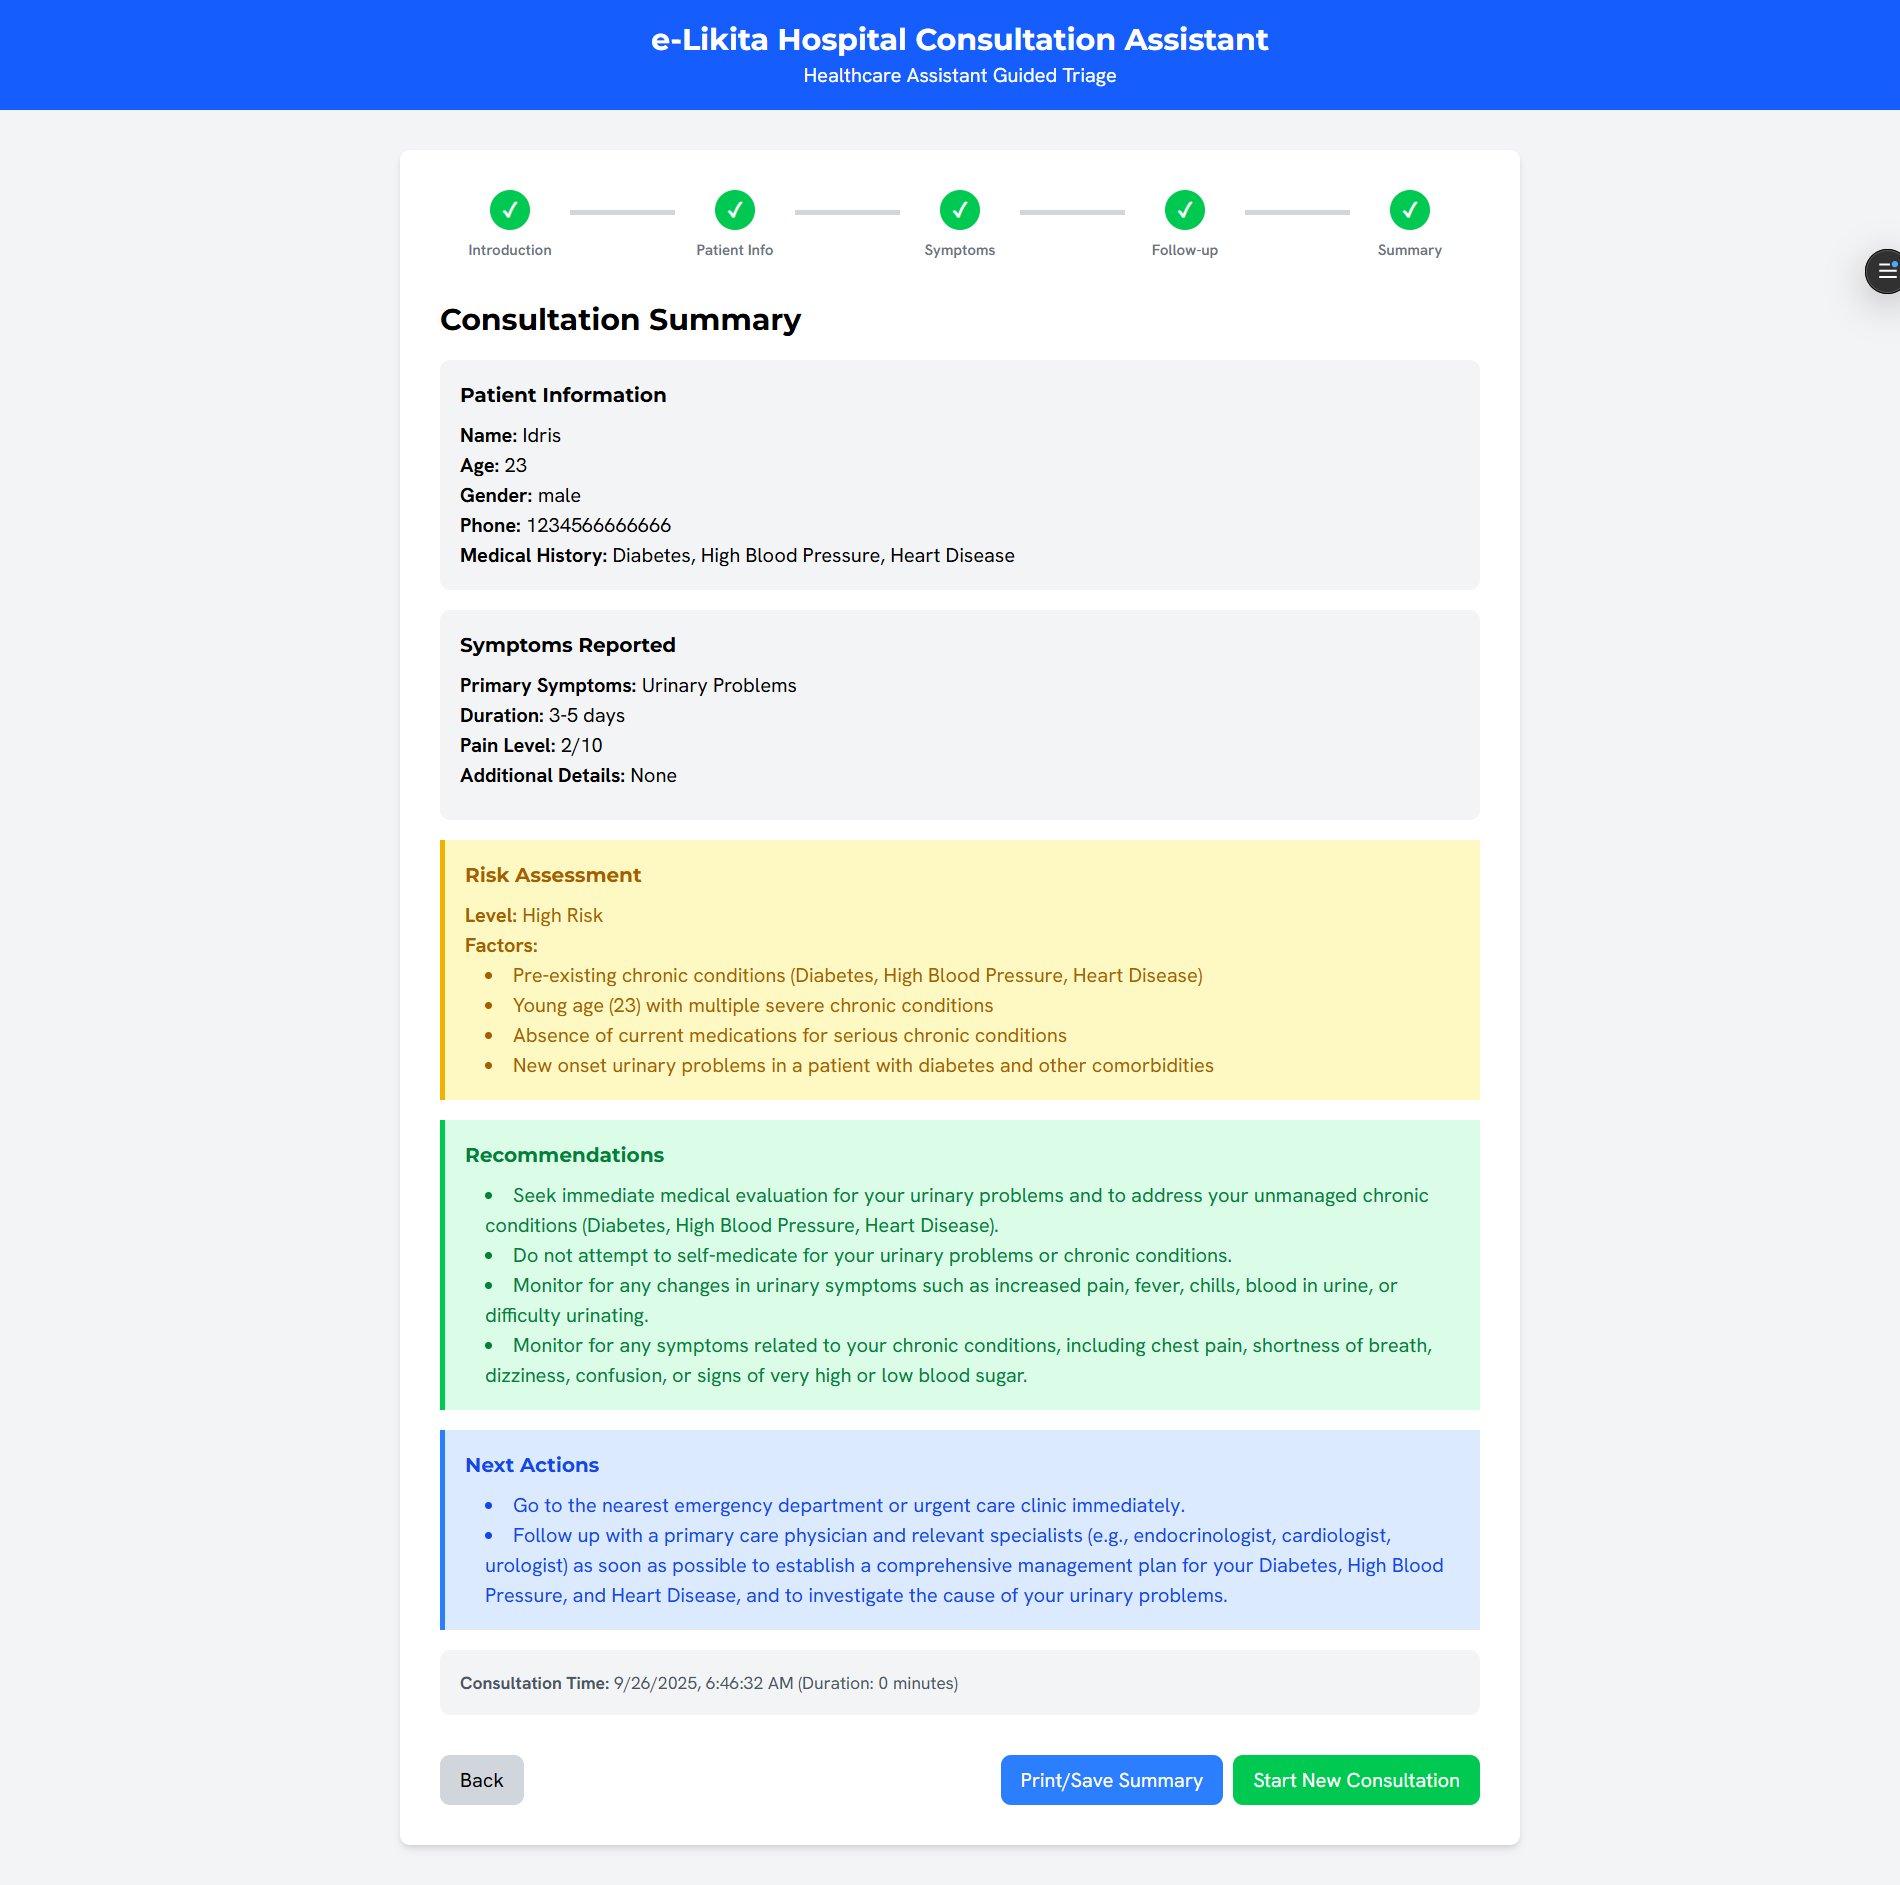 e-Likita Hospital Consultation Assistant
Healthcare Assistant Guided Triage
Introduction
Patient Info
Symptoms
Follow-up
Summary
Consultation Summary
Patient Information
Name: Idris
Age: 23
Gender: male
Phone: 1234566666666
Medical History: Diabetes, High Blood Pressure, Heart Disease
Symptoms Reported
Primary Symptoms: Urinary Problems
Duration: 3-5 days
Pain Level: 2/10
Additional Details: None
Risk Assessment
Level: High Risk
Factors:
• Pre-existing chronic conditions (Diabetes, High Blood Pressure, Heart Disease)
• Young age (23) with multiple severe chronic conditions
• Absence of current medications for serious chronic conditions
• New onset urinary problems in a patient with diabetes and other comorbidities
Recommendations
• Seek immediate medical evaluation for your urinary problems and to address your unmanaged chronic
conditions (Diabetes, High Blood Pressure, Heart Disease).
• Do not attempt to self-medicate for your urinary problems or chronic conditions.
• Monitor for any changes in urinary symptoms such as increased pain, fever, chills, blood in urine, or
difficulty urinating.
• Monitor for any symptoms related to your chronic conditions, including chest pain, shortness of breath,
dizziness, confusion, or signs of very high or low blood sugar.
Next Actions
• Go to the nearest emergency department or urgent care clinic immediately.
• Follow up with a primary care physician and relevant specialists (e.g., endocrinologist, cardiologist,
urologist) as soon as possible to establish a comprehensive management plan for your Diabetes, High Blood
Pressure, and Heart Disease, and to investigate the cause of your urinary problems.
Consultation Time: 9/26/2025, 6:46:32 AM (Duration: 0 minutes)
Back
Print/Save Summary
Start New Consultation